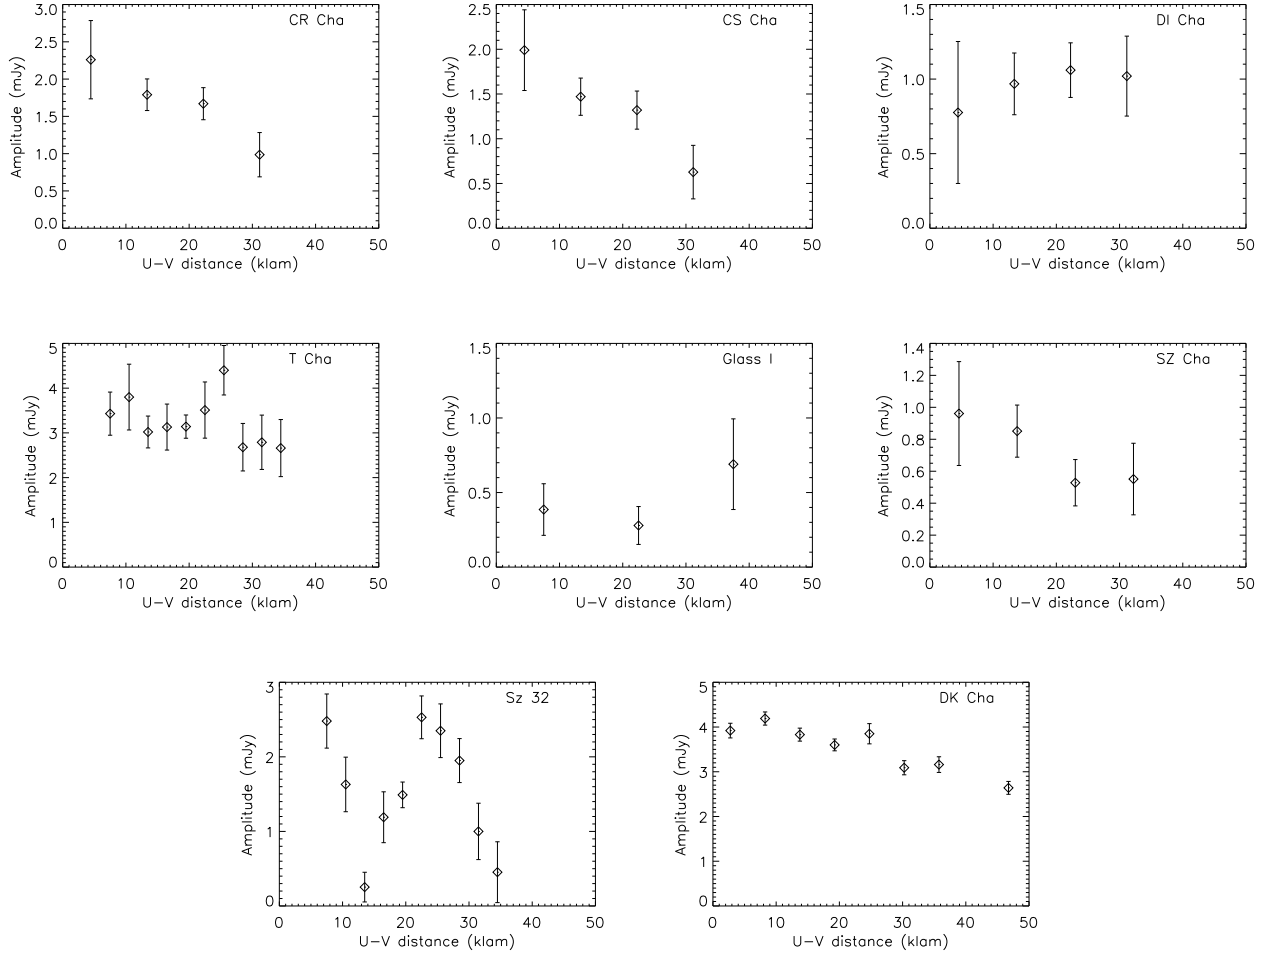 CR Cha
Amplitude (mJy)
3.0
2.5
2.0
1.5
1.0
0.5
0.0
0 10 20 30 40 50
U−V distance (klam)
CS Cha
Amplitude (mJy)
2.5
2.0
1.5
1.0
0.5
0.0
0 10 20 30 40 50
U−V distance (klam)
DI Cha
Amplitude (mJy)
1.5
1.0
0.5
0.0
0 10 20 30 40 50
U−V distance (klam)
T Cha
Amplitude (mJy)
5
4
3
2
1
0
0 10 20 30 40 50
U−V distance (klam)
Glass I
Amplitude (mJy)
1.5
1.0
0.5
0.0
0 10 20 30 40 50
U−V distance (klam)
SZ Cha
Amplitude (mJy)
1.4
1.2
1.0
0.8
0.6
0.4
0.2
0.0
0 10 20 30 40 50
U−V distance (klam)
Sz 32
Amplitude (mJy)
3
2
1
0
0 10 20 30 40 50
U−V distance (klam)
DK Cha
Amplitude (mJy)
5
4
3
2
1
0
0 10 20 30 40 50
U−V distance (klam)